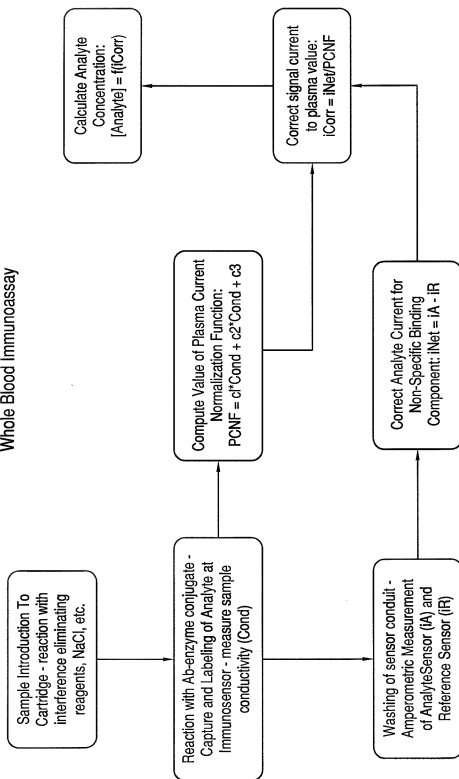 Whole Blood Immunoassay
Sample Introduction To
Cartridge - reaction with
interference eliminating
reagents, NaCl, etc.
Reaction with Ab-enzyme conjugate -
Capture and Labeling of Analyte at
Immunosensor - measure sample
conductivity (Cond)
Washing of sensor conduit -
Amperometric Measurement
of AnalyteSensor (iA) and
Reference Sensor (iR)
Compute Value of Plasma Current
Normalization Function:
PCNF = cl*Cond + c2*Cond + c3
Correct Analyte Current for
Non-Specific Binding
Component: iNet = iA - iR
Correct signal current
to plasma value:
iCorr = iNet/PCNF
Calculate Analyte
Concentration:
[Analyte] = f(iCorr)